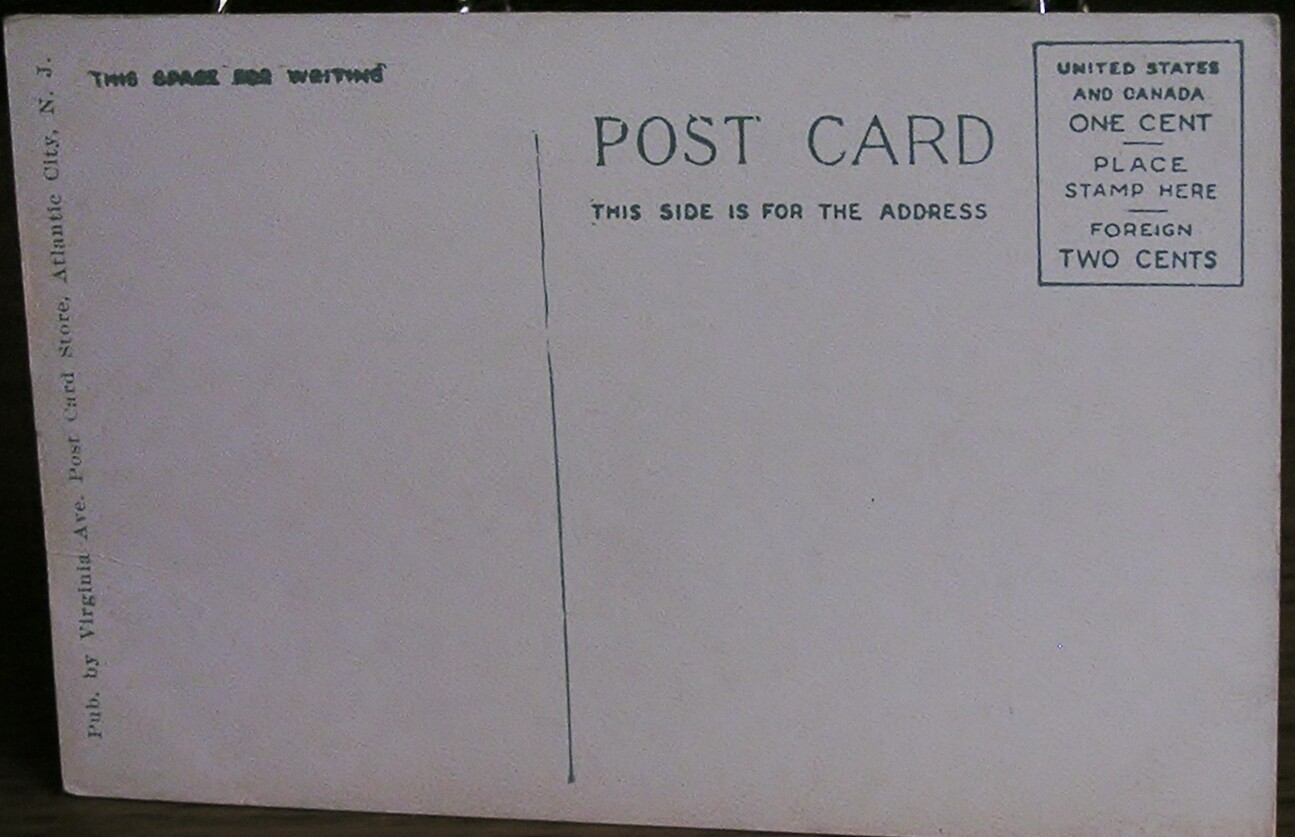 Pub. by Virginia Ave. Post Card Store, Atlantic City, N. J.
THIS SPACE FOR WRITING
POST CARD
THIS SIDE IS FOR THE ADDRESS
UNITED STATES
AND CANADA
ONE CENT
PLACE
STAMP HERE
FOREIGN
TWO CENTS